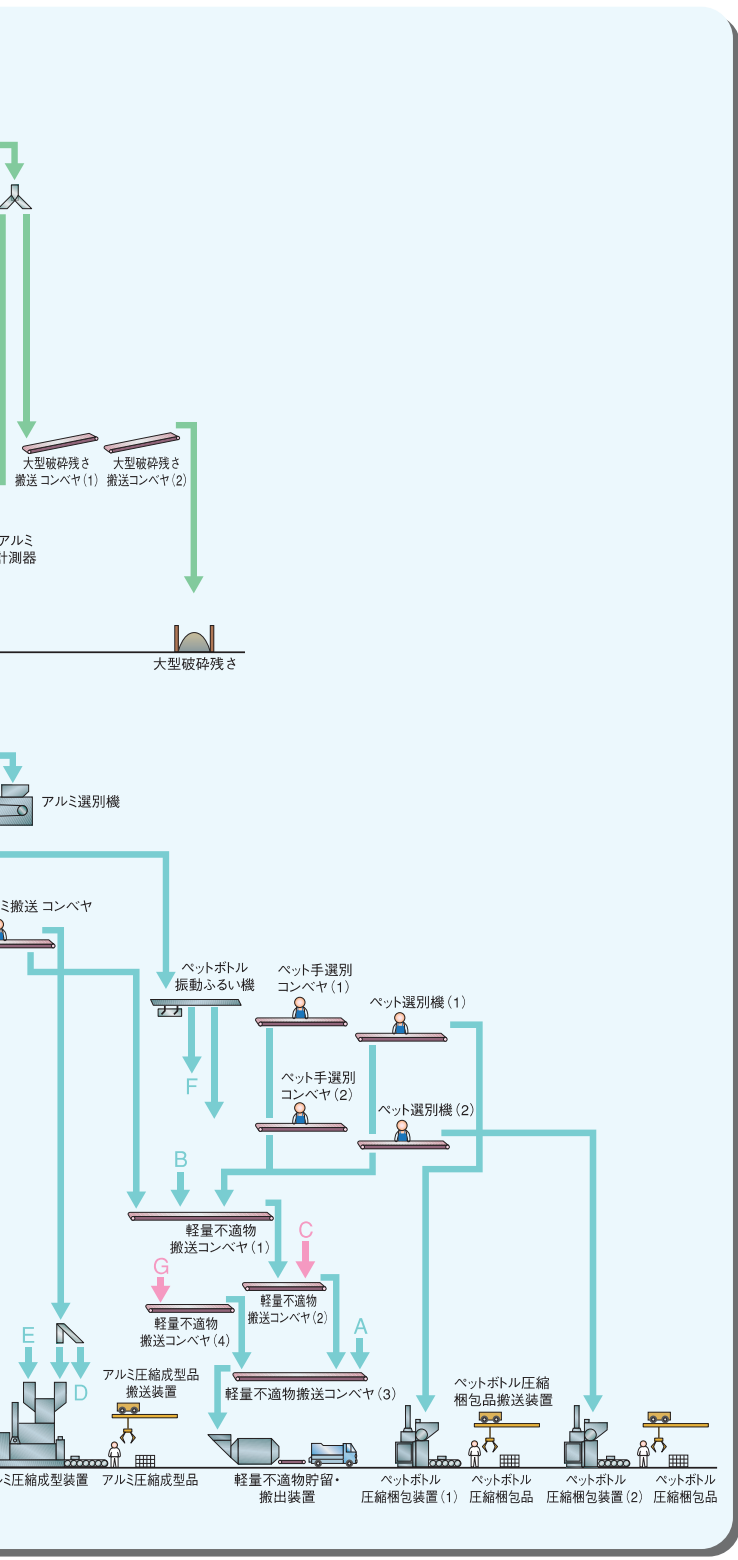 大型破砕残さ
搬送 コンベヤ(1)
大型破砕残さ
搬送コンベヤ(2)
アルミ
計測器
大型破砕残さ
アルミ選別機
ミ搬送 コンベヤ
ペットボトル
振動ふるい機
ペット手選別
コンベヤ(1)
ペット選別機(1)
F
ペット手選別
コンベヤ(2)
ペット選別機(2)
B
軽量不適物
搬送コンベヤ(1)
C
G
軽量不適物
搬送コンベヤ(2)
軽量不適物
搬送コンベヤ(4)
A
E
D
アルミ圧縮成型品
搬送装置
軽量不適物搬送コンベヤ(3)
ペットボトル圧縮
梱包品搬送装置
ミ圧縮成型装置
アルミ圧縮成型品
軽量不適物貯留・
搬出装置
ペットボトル
圧縮梱包装置(1)
ペットボトル
圧縮梱包品
ペットボトル
圧縮梱包装置(2)
ペットボトル
圧縮梱包品